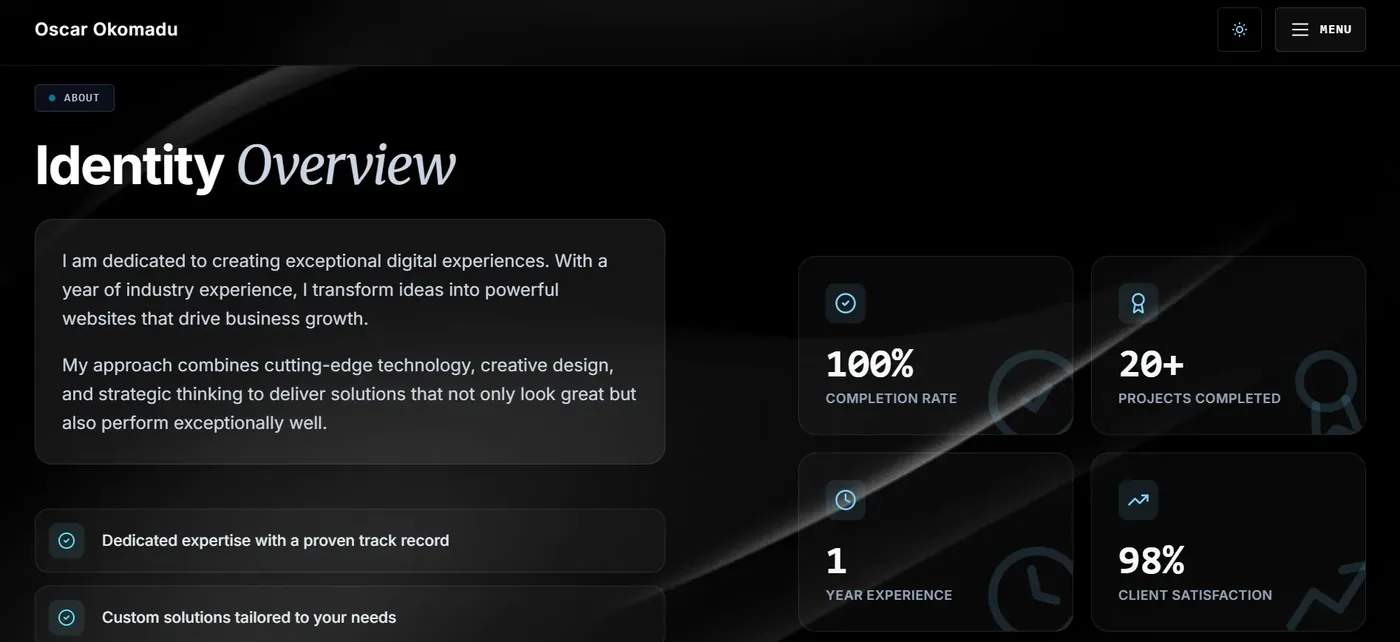 Oscar Okomadu
MENU
ABOUT
Identity Overview
I am dedicated to creating exceptional digital experiences. With a
year of industry experience, I transform ideas into powerful
websites that drive business growth.
My approach combines cutting-edge technology, creative design,
and strategic thinking to deliver solutions that not only look great but
also perform exceptionally well.
Dedicated expertise with a proven track record
Custom solutions tailored to your needs
100%
COMPLETION RATE
20+
PROJECTS COMPLETED
1
YEAR EXPERIENCE
98%
CLIENT SATISFACTION